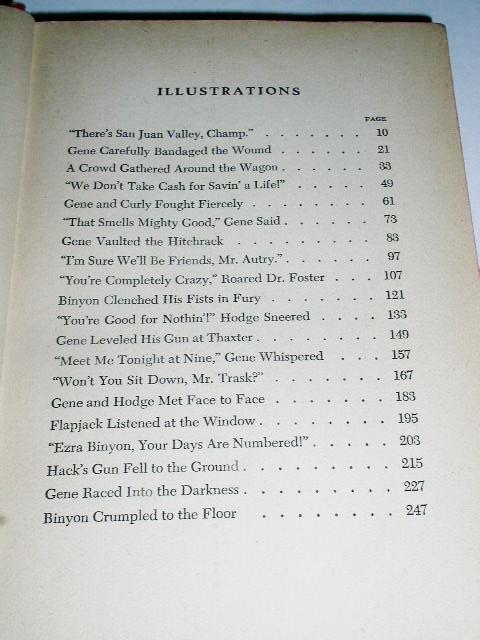 ILLUSTRATIONS
PAGE
"There's San Juan Valley, Champ." . . . . . . . 10
Gene Carefully Bandaged the Wound . . . . . . 21
A Crowd Gathered Around the Wagon . . . . . . 33
"We Don't Take Cash for Savin' a Life!" . . . . . 49
Gene and Curly Fought Fiercely . . . . . . . 61
"That Smells Mighty Good," Gene Said . . . . . . 73
Gene Vaulted the Hitchrack . . . . . . . . 83
"I'm Sure We'll Be Friends, Mr. Autry." . . . . . . 97
"You're Completely Crazy," Roared Dr. Foster . . . 107
Binyon Clenched His Fists in Fury . . . . . . . 121
"You're Good for Nothin'!" Hodge Sneered . . . . 133
Gene Leveled His Gun at Thaxter . . . . . . . . 149
"Meet Me Tonight at Nine," Gene Whispered . . . 157
"Won't You Sit Down, Mr. Trask?" . . . . . . . 167
Gene and Hodge Met Face to Face . . . . . . . 183
Flapjack Listened at the Window . . . . . . . . 195
"Ezra Binyon, Your Days Are Numbered!" . . . . . 203
Hack's Gun Fell to the Ground . . . . . . . . . 215
Gene Raced Into the Darkness . . . . . . . . . 227
Binyon Crumpled to the Floor . . . . . . . . 247